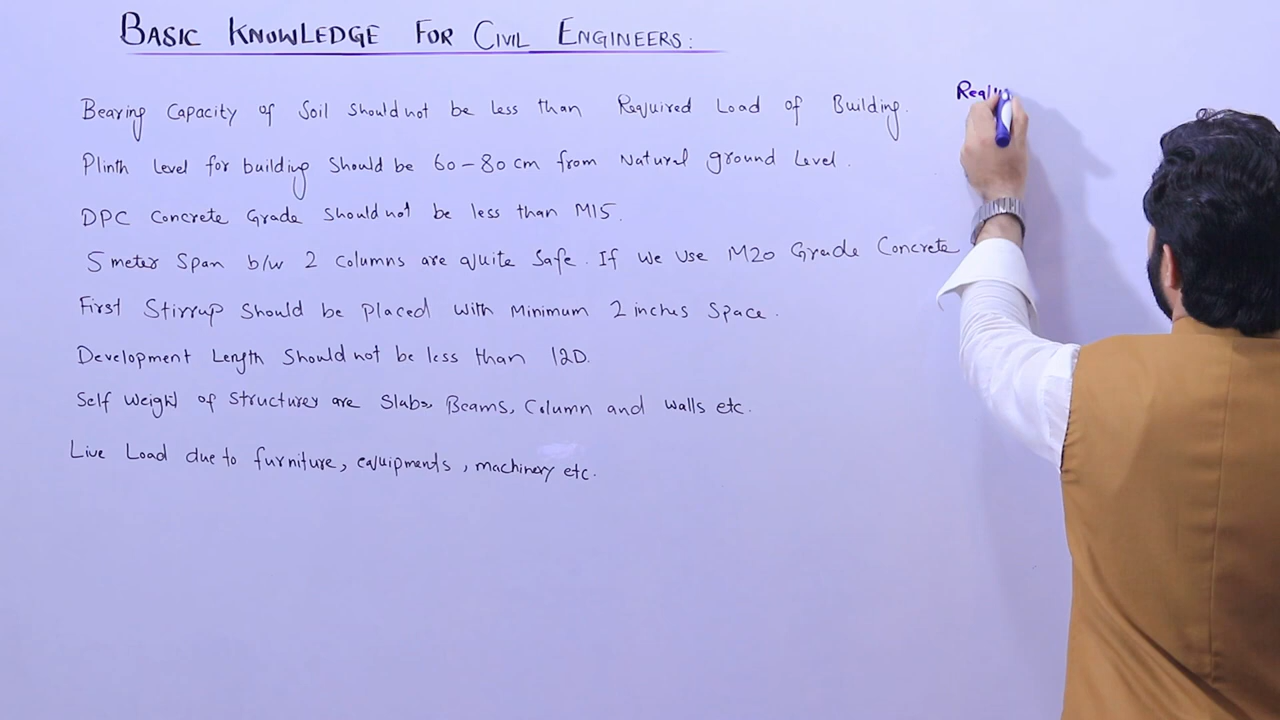 BASIC KNOWLEDGE FOR CIVIL ENGINEERS:
Bearing Capacity of Soil Should not be less than Required Load of Building.
Plinth Level for building Should be 60-80 cm from Natural ground Level.
DPC Concrete Grade Should not be less than M15.
5 meter Span b/w 2 Columns are quite Safe. If We Use M20 Grade Concrete
First Stirrup Should be Placed With Minimum 2 inches Space.
Development Length Should not be less than 12D.
Self Weight of Structures are Slabs, Beams, Column and Walls etc.
Live Load due to furniture, equipments, machinery etc.